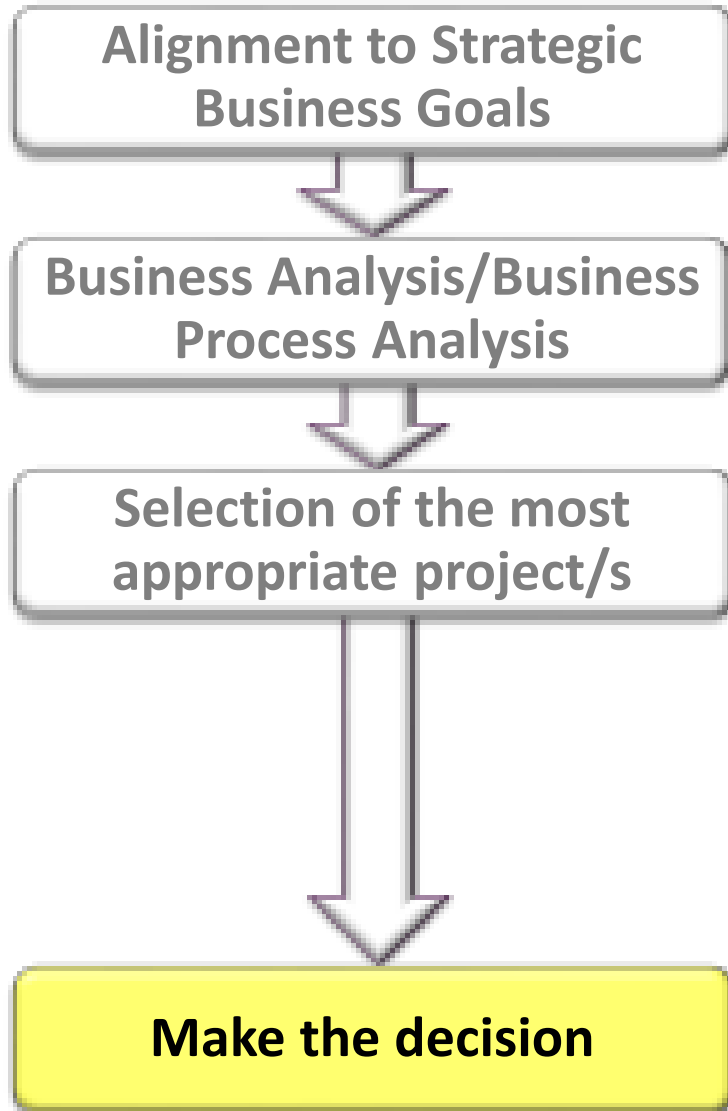 Alignment to Strategic
Business Goals
Business Analysis/Business
Process Analysis
Selection of the most
appropriate project/s
Make the decision